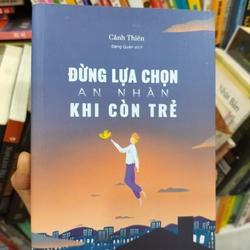 Cảnh Thiên
Đặng Quân dịch
ĐỪNG LỰA CHỌN
AN NHÀN
KHI CÒN TRẺ